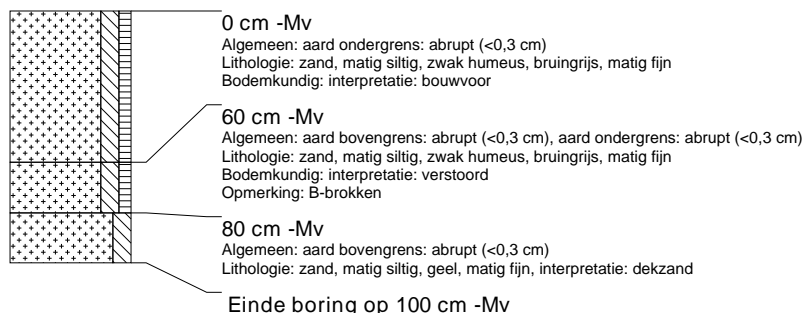 0 cm -Mv
Algemeen: aard ondergrens: abrupt (<0,3 cm)
Lithologie: zand, matig siltig, zwak humeus, bruingrijs, matig fijn
Bodemkundig: interpretatie: bouwvoor
60 cm -Mv
Algemeen: aard bovengrens: abrupt (<0,3 cm), aard ondergrens: abrupt (<0,3 cm)
Lithologie: zand, matig siltig, zwak humeus, bruingrijs, matig fijn
Bodemkundig: interpretatie: verstoord
Opmerking: B-brokken
80 cm -Mv
Algemeen: aard bovengrens: abrupt (<0,3 cm)
Lithologie: zand, matig siltig, geel, matig fijn, interpretatie: dekzand
Einde boring op 100 cm -Mv